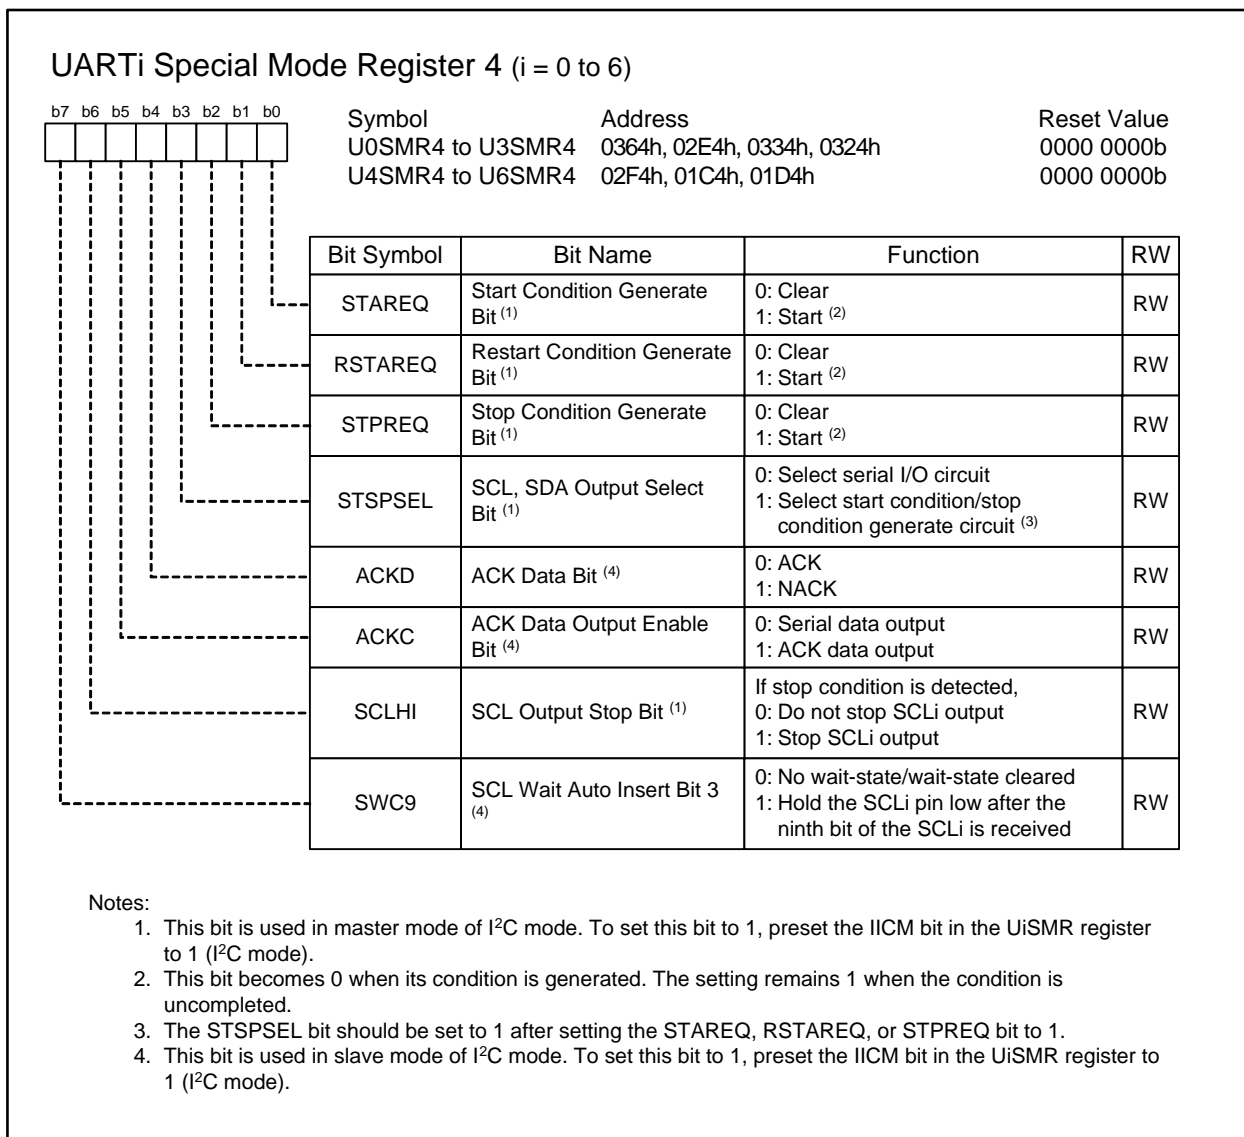 UARTi Special Mode Register 4 (i = 0 to 6)
b7 b6 b5 b4 b3 b2 b1 b0
Symbol Address Reset Value
U0SMR4 to U3SMR4 0364h, 02E4h, 0334h, 0324h 0000 0000b
U4SMR4 to U6SMR4 02F4h, 01C4h, 01D4h 0000 0000b
Bit Symbol Bit Name Function RW
STAREQ
Start Condition Generate
Bit (1)
0: Clear
1: Start (2)
RW
RSTAREQ
Restart Condition Generate
Bit (1)
0: Clear
1: Start (2)
RW
STPREQ
Stop Condition Generate
Bit (1)
0: Clear
1: Start (2)
RW
STSPSEL
SCL, SDA Output Select
Bit (1)
0: Select serial I/O circuit
1: Select start condition/stop
condition generate circuit (3)
RW
ACKD
ACK Data Bit (4)
0: ACK
1: NACK
RW
ACKC
ACK Data Output Enable
Bit (4)
0: Serial data output
1: ACK data output
RW
SCLHI
SCL Output Stop Bit (1)
If stop condition is detected,
0: Do not stop SCLi output
1: Stop SCLi output
RW
SWC9
SCL Wait Auto Insert Bit 3
(4)
0: No wait-state/wait-state cleared
1: Hold the SCLi pin low after the
ninth bit of the SCLi is received
RW
Notes:
1. This bit is used in master mode of I²C mode. To set this bit to 1, preset the IICM bit in the UiSMR register
to 1 (I²C mode).
2. This bit becomes 0 when its condition is generated. The setting remains 1 when the condition is
uncompleted.
3. The STSPSEL bit should be set to 1 after setting the STAREQ, RSTAREQ, or STPREQ bit to 1.
4. This bit is used in slave mode of I²C mode. To set this bit to 1, preset the IICM bit in the UiSMR register to
1 (I²C mode).